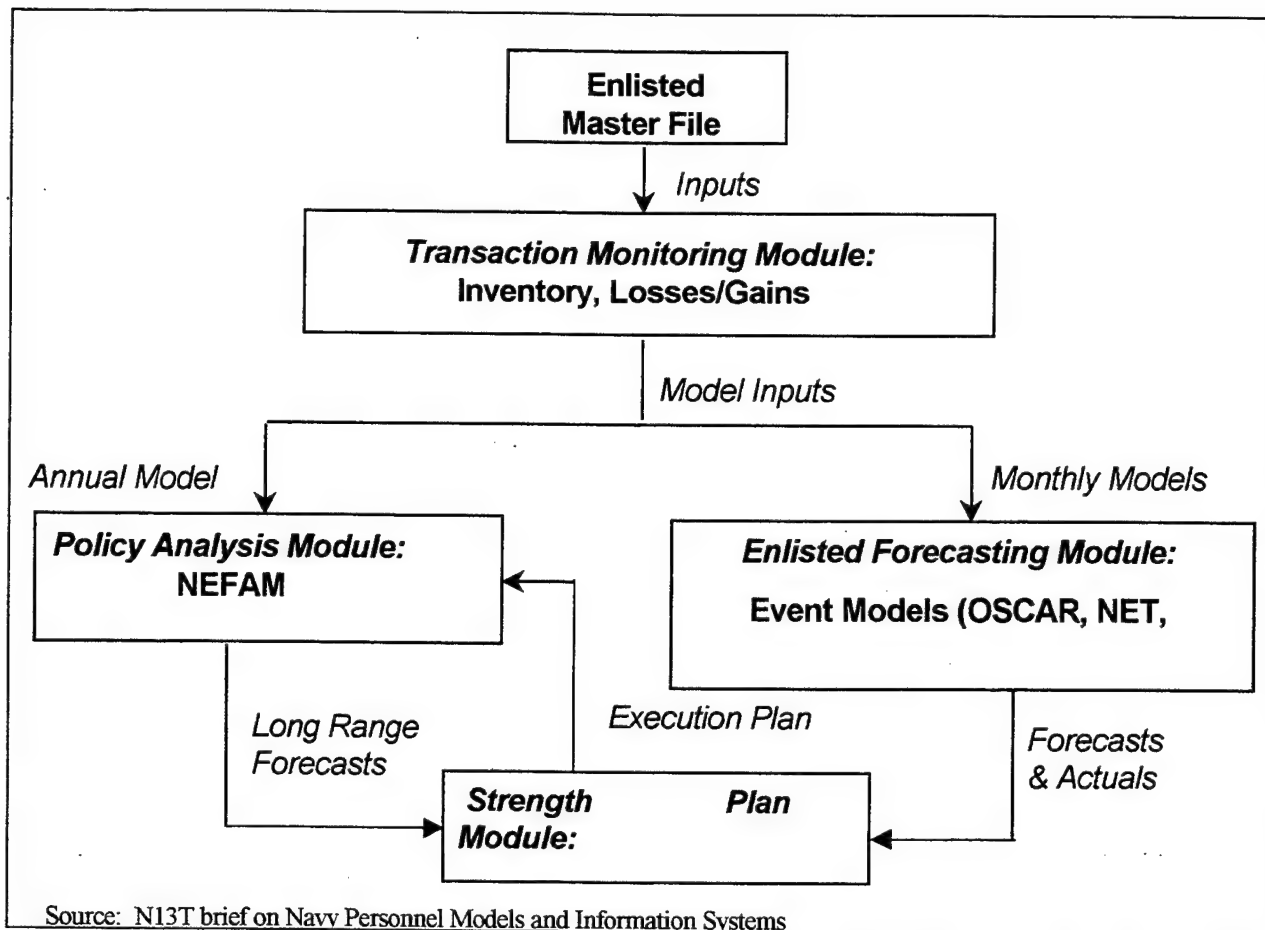 Enlisted
Master File
Inputs
Transaction Monitoring Module:
Inventory, Losses/Gains
Model Inputs
Annual Model
Monthly Models
Policy Analysis Module:
NEFAM
Enlisted Forecasting Module:
Event Models (OSCAR, NET,
Long Range
Forecasts
Execution Plan
Forecasts
& Actuals
Strength Plan
Module:
Source: N13T brief on Navy Personnel Models and Information Systems